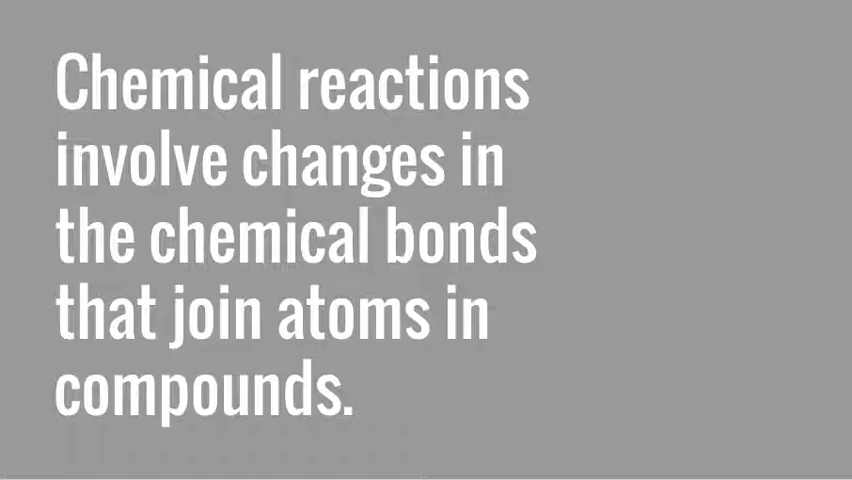 Chemical reactions
involve changes in
the chemical bonds
that join atoms in
compounds.